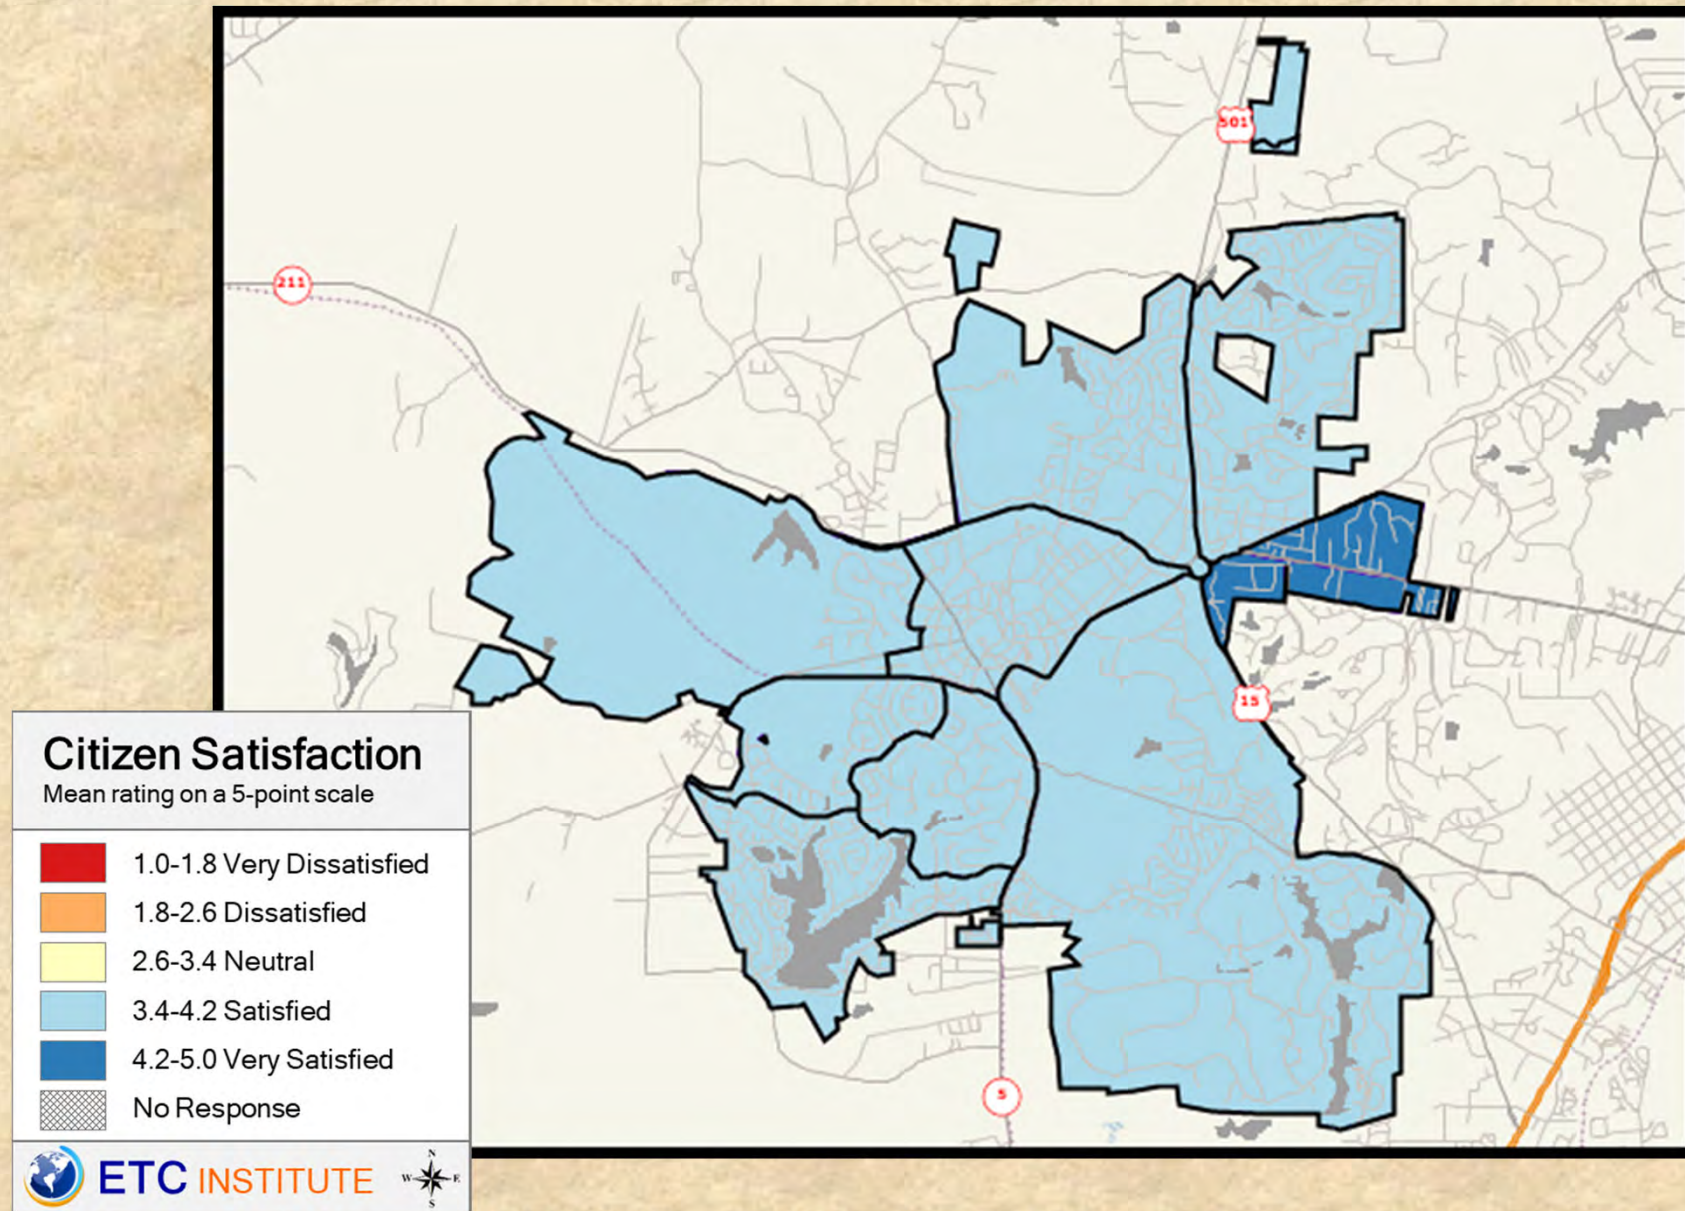 501
211
15
Citizen Satisfaction
Mean rating on a 5-point scale
1.0-1.8 Very Dissatisfied
1.8-2.6 Dissatisfied
2.6-3.4 Neutral
3.4-4.2 Satisfied
4.2-5.0 Very Satisfied
No Response
5
ETC INSTITUTE
N
W E
S